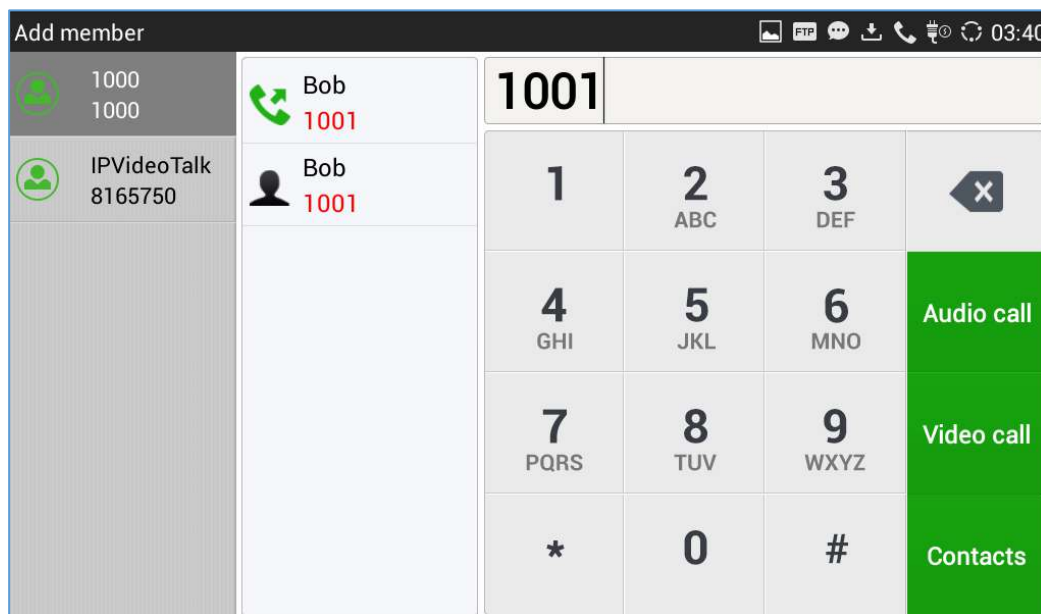 Add member
FTP
03:40
1000
1000
IPVideoTalk
8165750
Bob
1001
Bob
1001
1001
1
2
ABC
3
DEF
4
GHI
5
JKL
6
MNO
Audio call
7
PQRS
8
TUV
9
WXYZ
Video call
*
0
#
Contacts